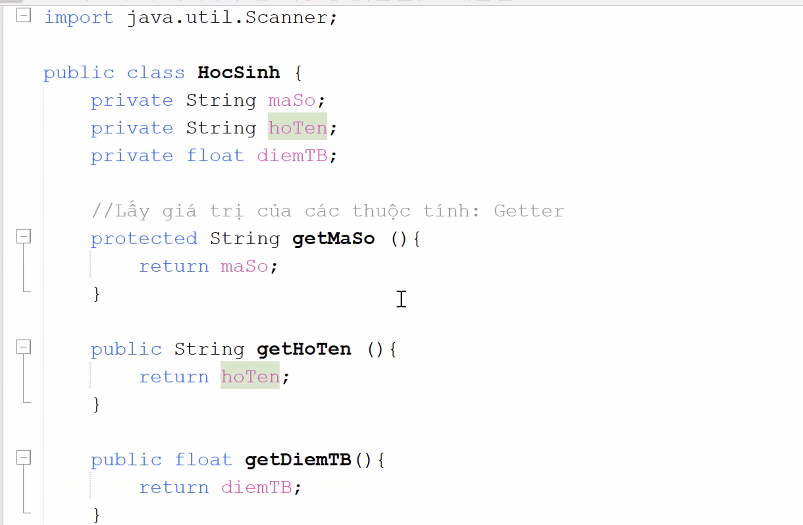 import java.util.Scanner;
public class HocSinh {
private String maSo;
private String hoTen;
private float diemTB;
//Lấy giá trị của các thuộc tính: Getter
protected String getMaSo (){
return maSo;
}
public String getHoTen (){
return hoTen;
}
public float getDiemTB(){
return diemTB;
}